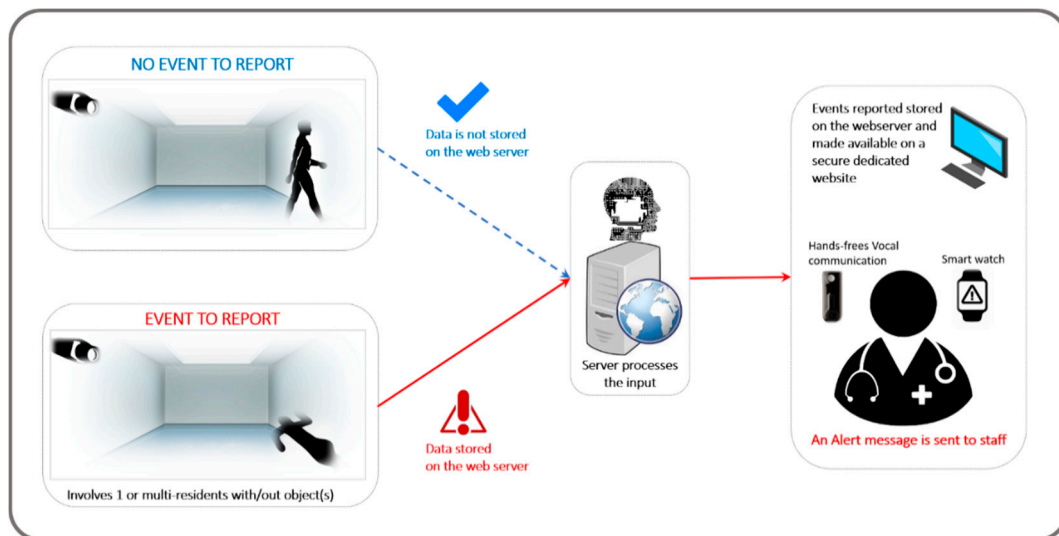 NO EVENT TO REPORT
Data is not stored
on the web server
EVENT TO REPORT
Involves 1 or multi-residents with/out object(s)
Data stored
on the web server
Server processes
the input
Events reported stored
on the webserver and
made available on a
secure dedicated
website
Hands-frees Vocal
communication
Smart watch
An Alert message is sent to staff